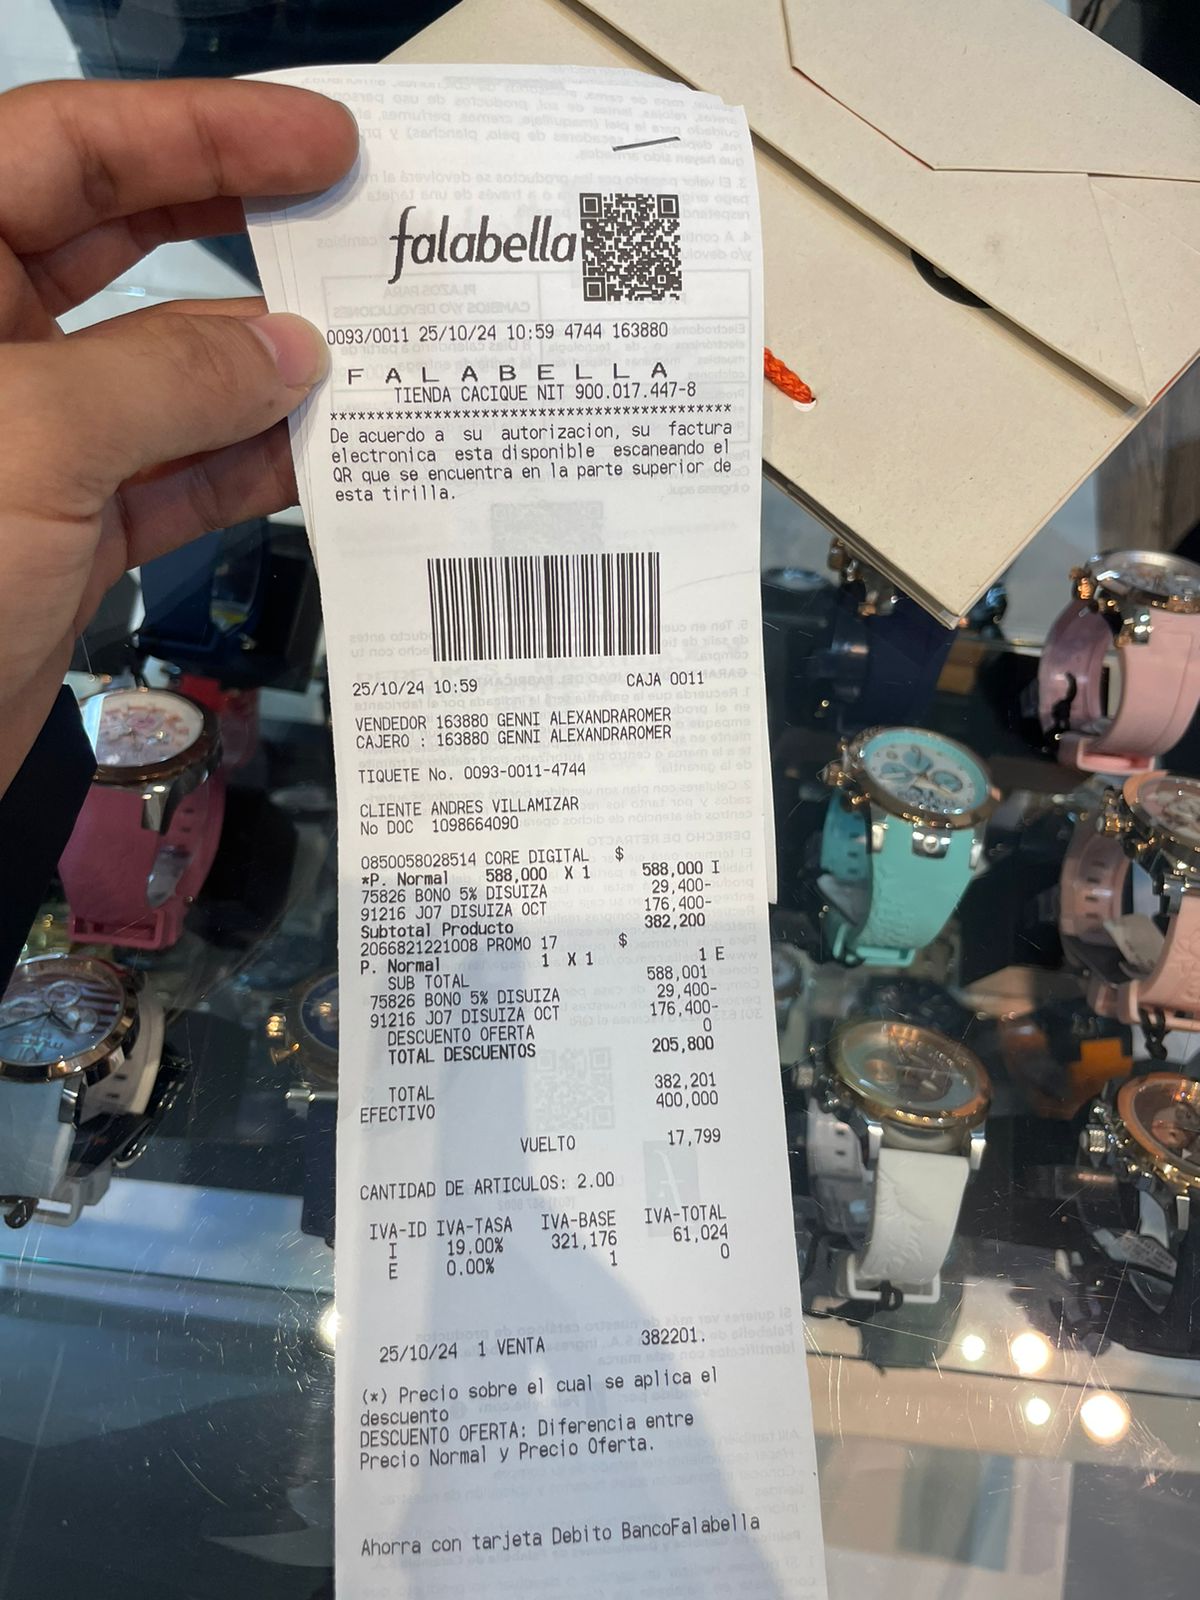 falabella
0093/0011 25/10/24 10:59 4744 163880
FALABELLA
TIENDA CACIQUE NIT 900.017.447-8
******************************************
De acuerdo a su autorizacion, su factura
electronica esta disponible escaneando el
QR que se encuentra en la parte superior de
esta tirilla.
25/10/24 10:59 CAJA 0011
VENDEDOR 163880 GENNI ALEXANDRAROMER
CAJERO : 163880 GENNI ALEXANDRAROMER
TIQUETE No. 0093-0011-4744
CLIENTE ANDRES VILLAMIZAR
No DOC 1098664090
0850058028514 CORE DIGITAL $
*P. Normal 588,000 X 1 588,000 I
75826 BONO 5% DISUIZA 29,400-
91216 J07 DISUIZA OCT 176,400-
Subtotal Producto 382,200
2066821221008 PROMO 17 $
P. Normal 1 X 1 1 E
SUB TOTAL 588,001
75826 BONO 5% DISUIZA 29,400-
91216 J07 DISUIZA OCT 176,400-
DESCUENTO OFERTA 0
TOTAL DESCUENTOS 205,800
TOTAL 382,201
EFECTIVO 400,000
VUELTO 17,799
CANTIDAD DE ARTICULOS: 2.00
IVA-ID IVA-TASA IVA-BASE IVA-TOTAL
I 19.00% 321,176 61,024
E 0.00% 1 0
25/10/24 1 VENTA 382201.
(*) Precio sobre el cual se aplica el
descuento
DESCUENTO OFERTA: Diferencia entre
Precio Normal y Precio Oferta.
Ahorra con tarjeta Debito BancoFalabella